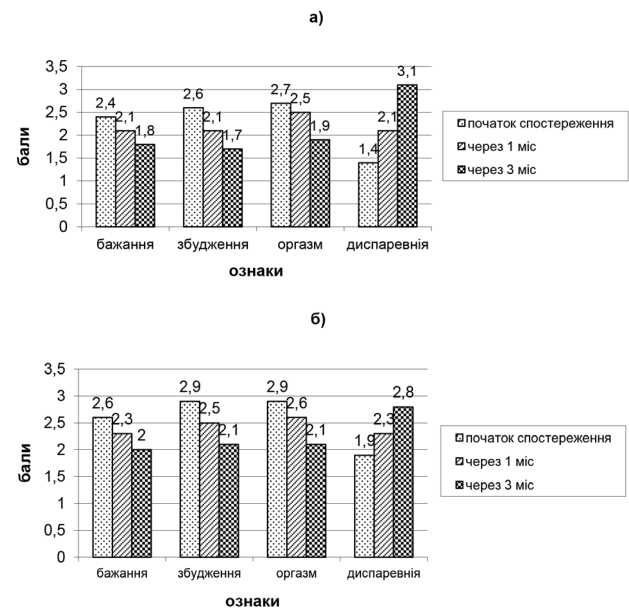 а)
3,5
3
2,5
2
1,5
1
0,5
0
бали
2,4
2,1
1,8
2,6
2,1
1,7
2,7
2,5
1,9
1,4
2,1
3,1
бажання
збудження
оргазм
диспаревнія
ознаки
початок спостереження
через 1 міс
через 3 міс
б)
3,5
3
2,5
2
1,5
1
0,5
0
бали
2,6
2,3
2
2,9
2,5
2,1
2,9
2,6
2,1
1,9
2,3
2,8
бажання
збудження
оргазм
диспаревнія
ознаки
початок спостереження
через 1 міс
через 3 міс